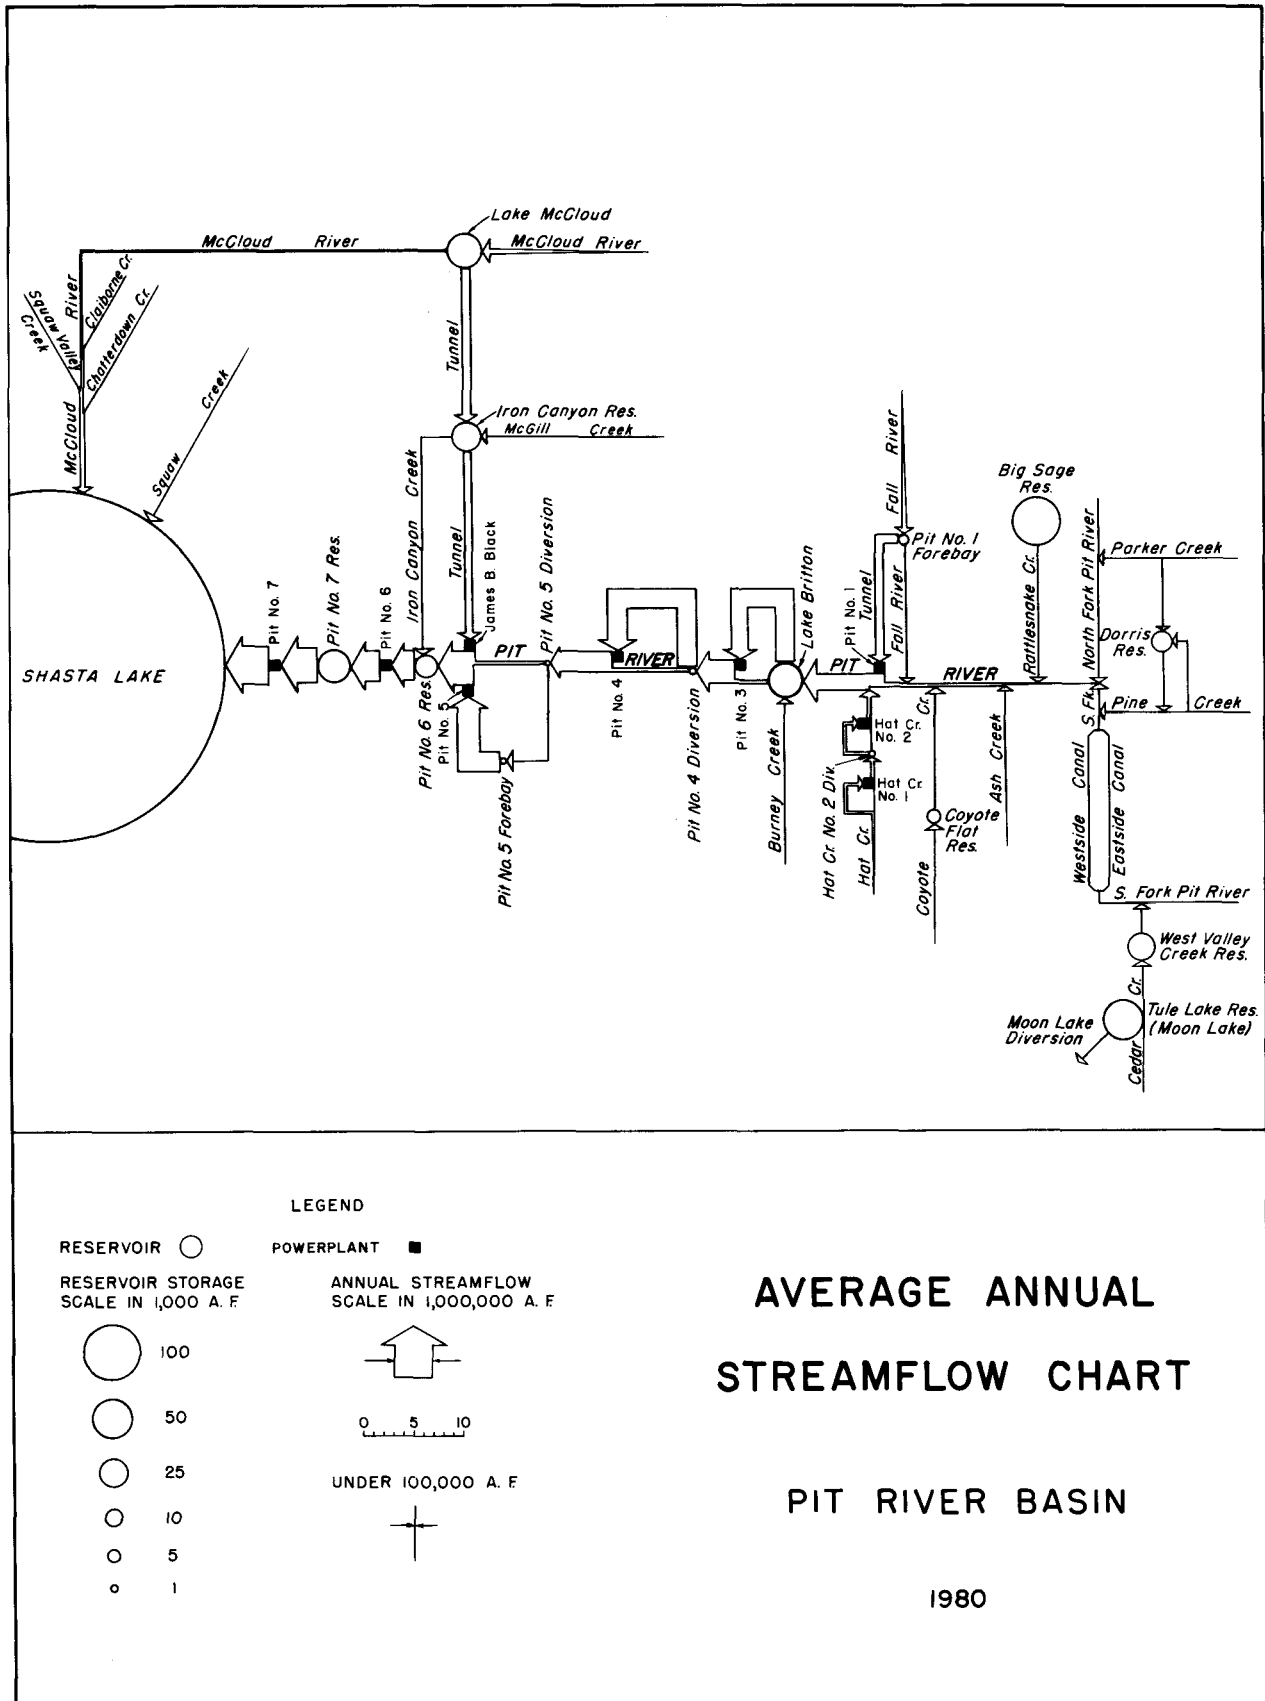 Lake McCloud
McCloud River
McCloud River
River
Claiborne Cr.
Chatterdown Cr.
Squaw Valley
Creek
McCloud
Squaw Creek
Tunnel
Iron Canyon Res.
McGill Creek
Iron Canyon Creek
Tunnel
James B. Black
Pit No. 5 Diversion
Fall River
Pit No. 1
Forebay
Tunnel
Fall River
Big Sage
Res.
Rattlesnake Cr.
North Fork Pit River
Parker Creek
Dorris
Res.
Pine Creek
S. Fk.
SHASTA LAKE
Pit No. 7
Pit No. 7 Res.
Pit No. 6
Pit No. 6 Res.
Pit No. 5
Pit No. 5 Forebay
PIT
RIVER
Pit No. 4
Pit No. 4 Diversion
Pit No. 3
Lake Britton
Pit No. 1
PIT
RIVER
Burney Creek
Hat Cr.
No. 2
Hat Cr. No. 2 Div.
Hat Cr
No. 1
Hat Cr.
Cr.
Coyote
Flat
Res.
Coyote
Ash Creek
Westside Canal
Eastside Canal
S. Fork Pit River
West Valley
Creek Res.
Cr.
Tule Lake Res.
(Moon Lake)
Moon Lake
Diversion
Cedar
LEGEND
RESERVOIR
POWERPLANT
RESERVOIR STORAGE
SCALE IN 1,000 A. F.
ANNUAL STREAMFLOW
SCALE IN 1,000,000 A. F.
100
50
25
10
5
1
0 5 10
UNDER 100,000 A. F.
AVERAGE ANNUAL
STREAMFLOW CHART
PIT RIVER BASIN
1980